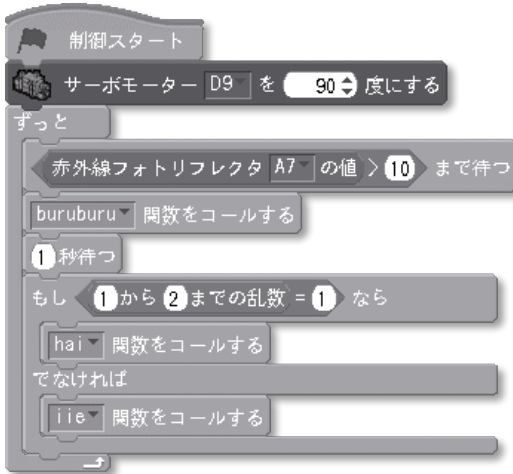 制御スタート
サーボモーター D9 を 90 度にする
ずっと
赤外線フォトリフレクタ A7 の値 > 10 まで待つ
buruburu 関数をコールする
1 秒待つ
もし 1 から 2 までの乱数 = 1 なら
hai 関数をコールする
でなければ
iie 関数をコールする